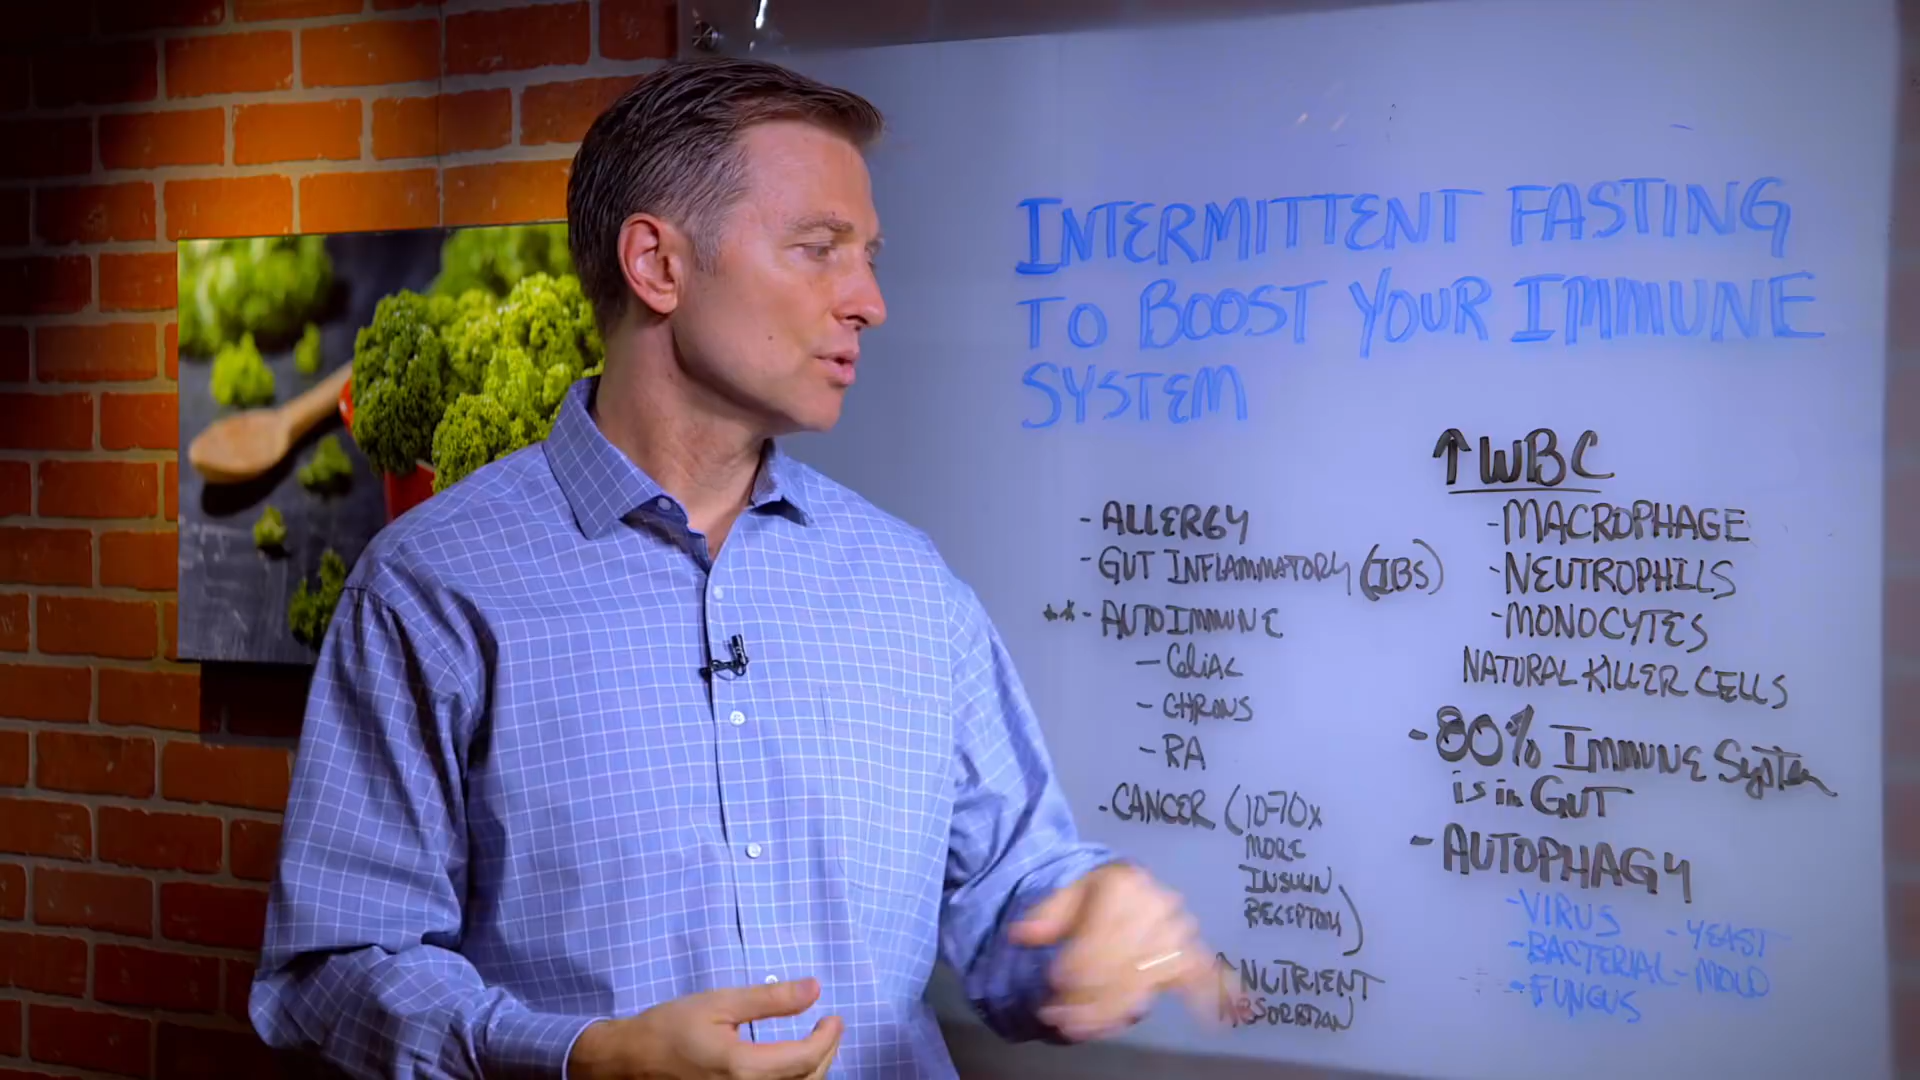 INTERMITTENT FASTING
TO BOOST YOUR IMMUNE
SYSTEM
- ALLERGY
- GUT INFLAMMATORY (IBS)
**- AUTOIMMUNE
- CELIAC
- CHRONS
- RA
- CANCER (10-70x
MORE
INSULIN
RECEPTORS)
↑ NUTRIENT
ABSORBTION
↑ WBC
- MACROPHAGE
- NEUTROPHILS
- MONOCYTES
NATURAL KILLER CELLS
- 80% IMMUNE SYSTEM
is in GUT
- AUTOPHAGY
- VIRUS - YEAST
- BACTERIAL - MOLD
- FUNGUS